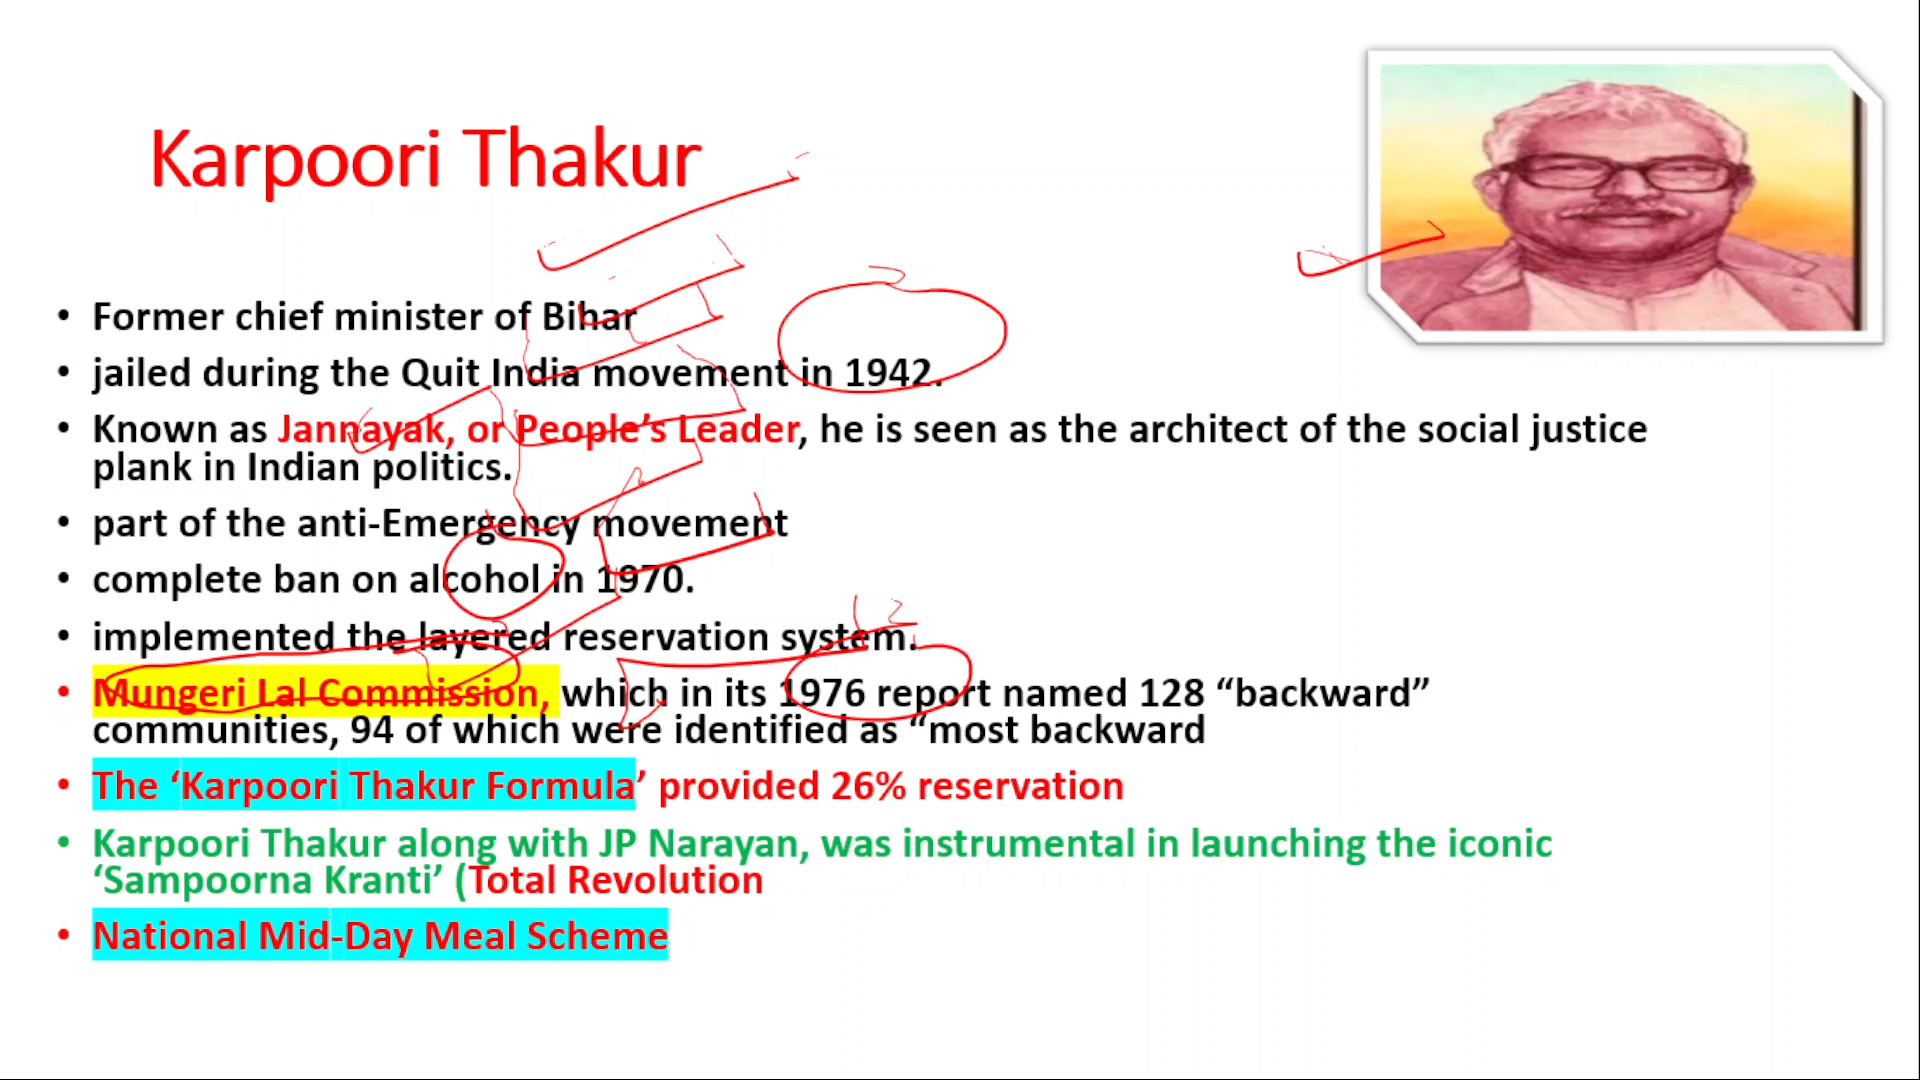 Karpoori Thakur
• Former chief minister of Bihar
• jailed during the Quit India movement in 1942.
• Known as Jannayak, or People’s Leader, he is seen as the architect of the social justice
plank in Indian politics.
• part of the anti-Emergency movement
• complete ban on alcohol in 1970.
• implemented the layered reservation system.
• Mungeri Lal Commission, which in its 1976 report named 128 “backward”
communities, 94 of which were identified as “most backward
• The ‘Karpoori Thakur Formula’ provided 26% reservation
• Karpoori Thakur along with JP Narayan, was instrumental in launching the iconic
‘Sampoorna Kranti’ (Total Revolution
• National Mid-Day Meal Scheme